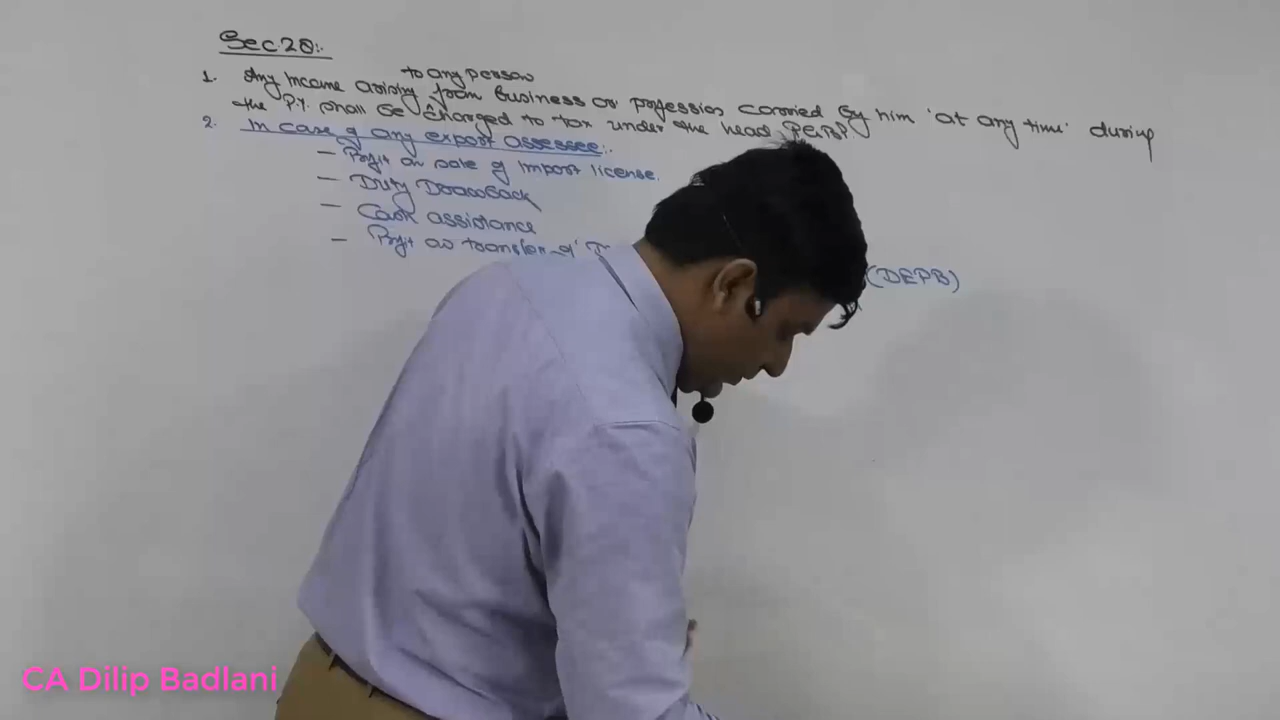 Sec.28:-
to any person
1. Any Income arising from business or profession carried by him 'at any time' during
the P.Y. shall be charged to tax under the head PGBP
2. In case of any export assessee:-
- Profit on sale of Import license.
- Duty Drawback
- Cash assistance
- Profit on transfer of
(DEPB)
CA Dilip Badlani